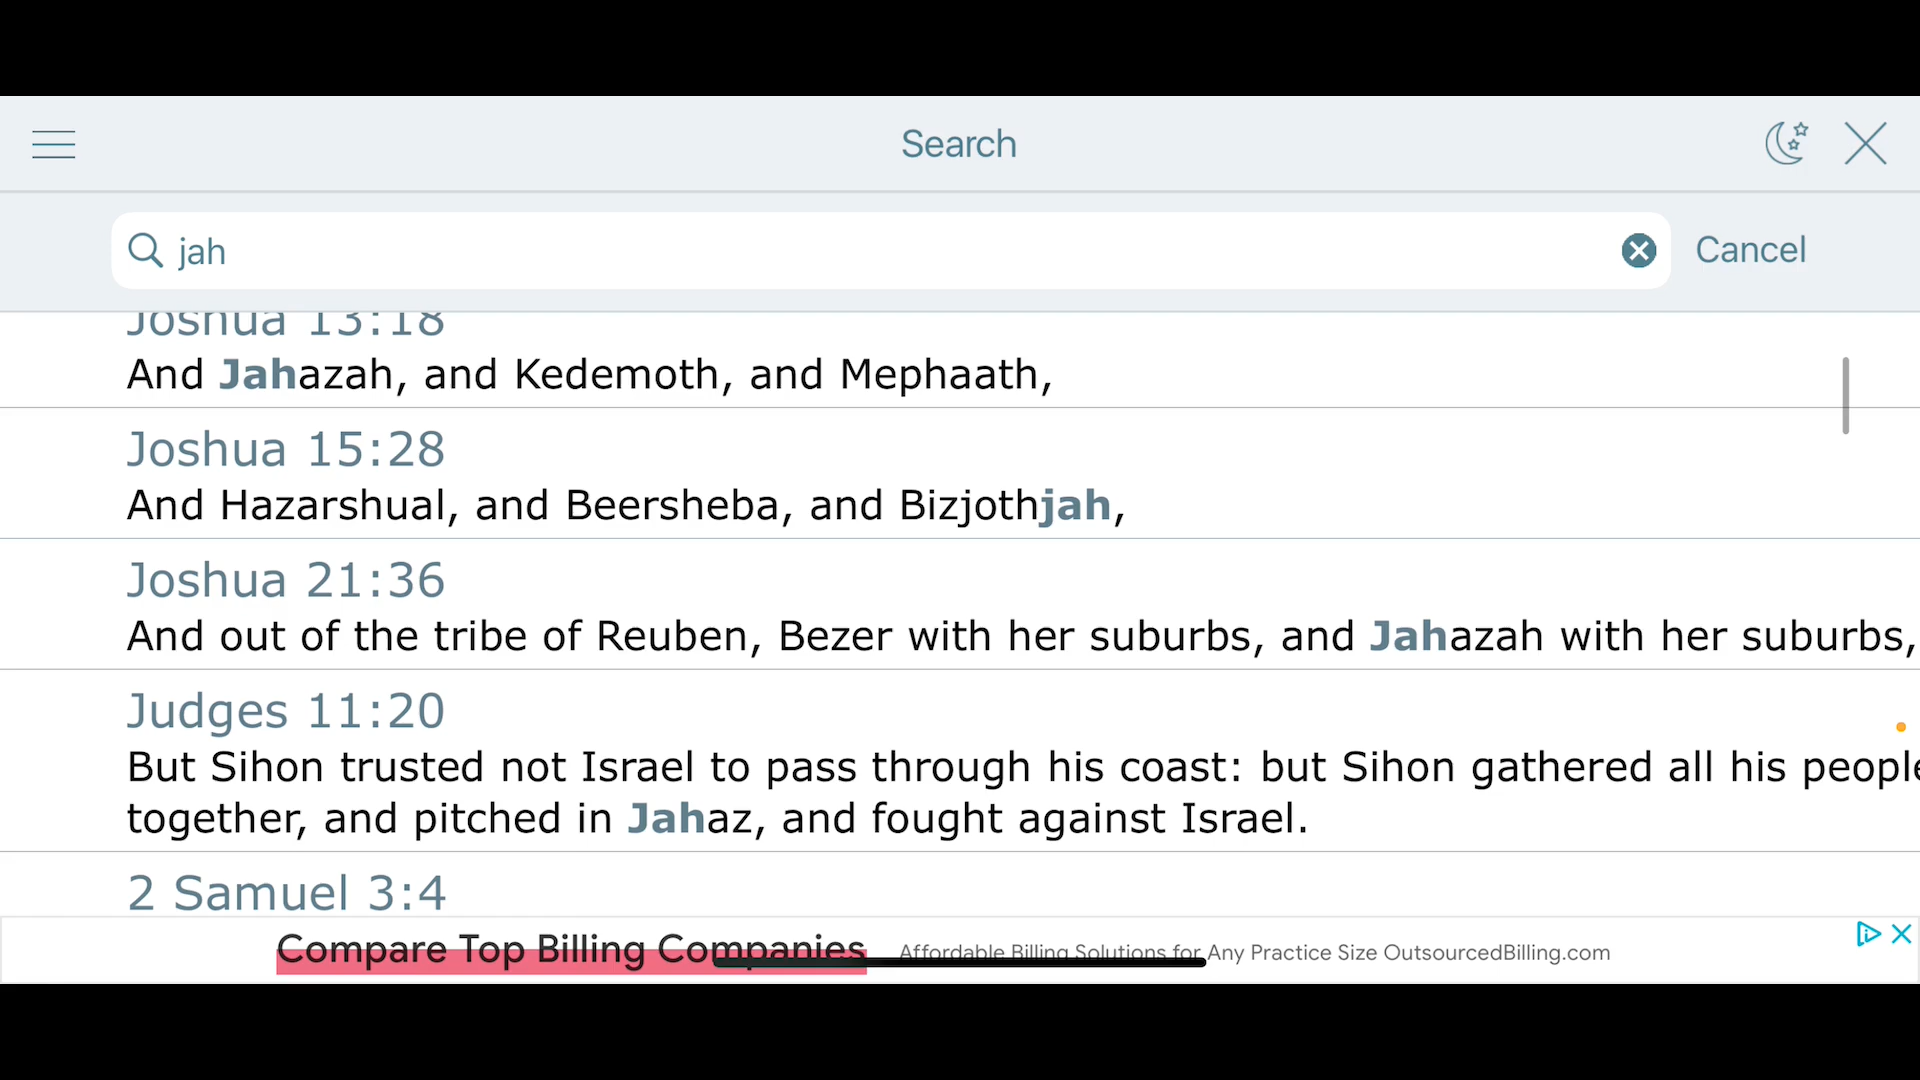 Search
jah
Cancel
Joshua 13:18
And Jahazah, and Kedemoth, and Mephaath,
Joshua 15:28
And Hazarshual, and Beersheba, and Bizjothjah,
Joshua 21:36
And out of the tribe of Reuben, Bezer with her suburbs, and Jahazah with her suburbs,
Judges 11:20
But Sihon trusted not Israel to pass through his coast: but Sihon gathered all his people
together, and pitched in Jahaz, and fought against Israel.
2 Samuel 3:4
Compare Top Billing Companies
Affordable Billing Solutions for Any Practice Size OutsourcedBilling.com